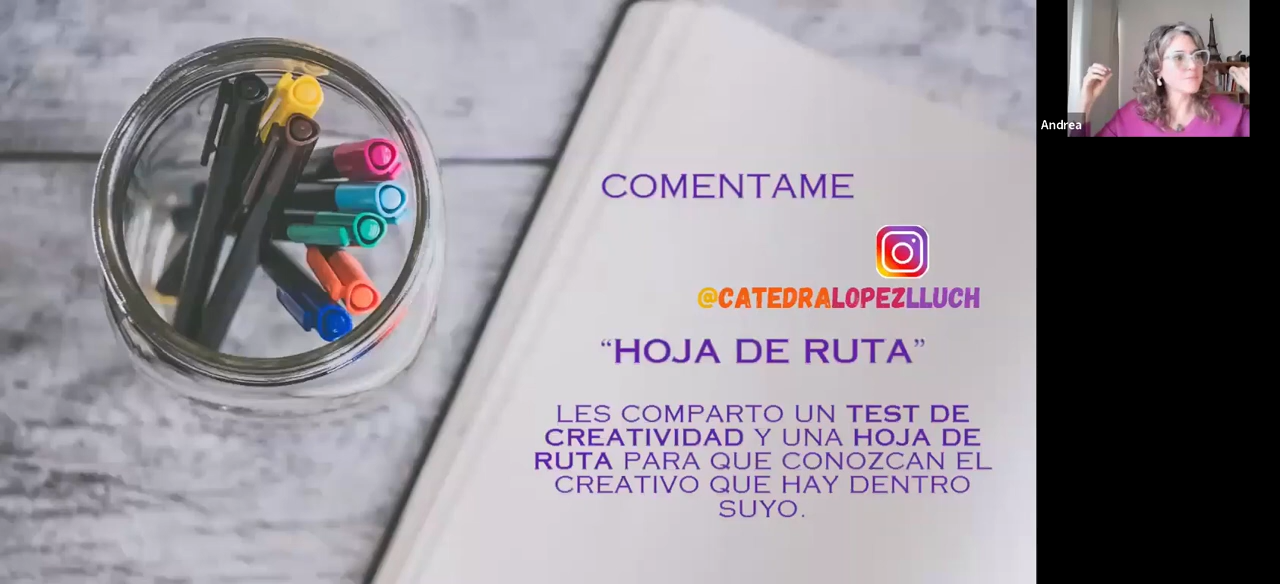 COMENTAME
@CATEDRALOPEZLLUCH
“HOJA DE RUTA”
LES COMPARTO UN TEST DE
CREATIVIDAD Y UNA HOJA DE
RUTA PARA QUE CONOZCAN EL
CREATIVO QUE HAY DENTRO
SUYO.
Andrea